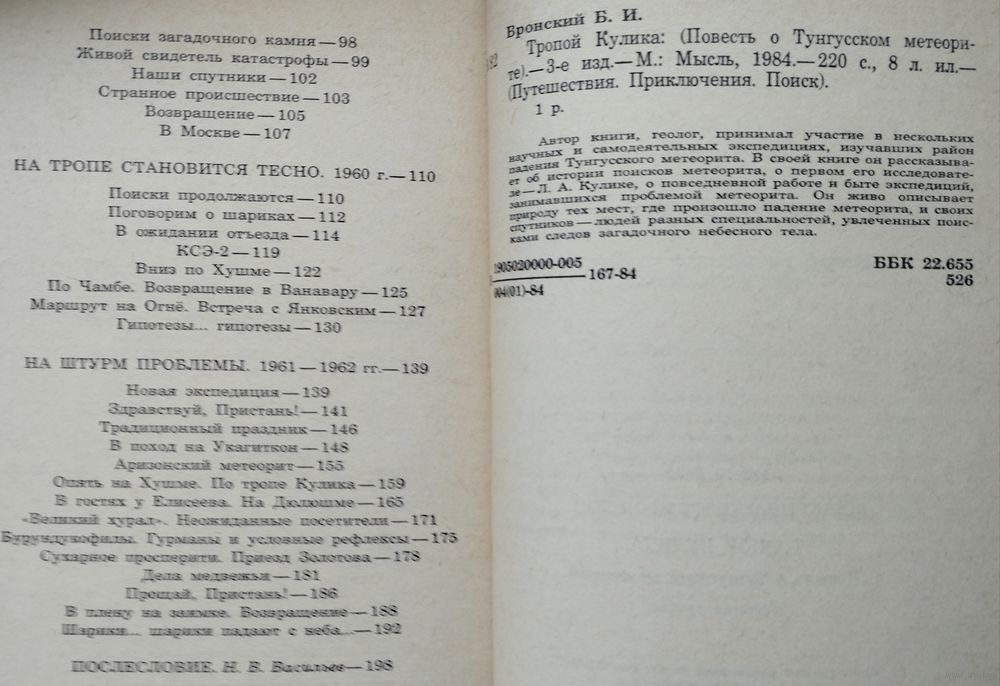 Поиски загадочного камня — 98
Живой свидетель катастрофы — 99
Наши спутники — 102
Странное происшествие — 103
Возвращение — 105
В Москве — 107
НА ТРОПЕ СТАНОВИТСЯ ТЕСНО. 1960 г. — 110
Поиски продолжаются — 110
Поговорим о шариках — 112
В ожидании отъезда — 114
КСЭ-2 — 119
Вниз по Хушме — 122
По Чамбе. Возвращение в Ванавару — 125
Маршрут на Огнё. Встреча с Янковским — 127
Гипотезы... гипотезы — 130
НА ШТУРМ ПРОБЛЕМЫ. 1961 — 1962 гг. — 139
Новая экспедиция — 139
Здравствуй, Пристань! — 141
Традиционный праздник — 146
В поход на Укагиткон — 148
Аризонский метеорит — 155
Опять на Хушме. По тропе Кулика — 159
В гостях у Елисеева. На Дюлюшме — 165
«Великий хурал». Неожиданные посетители — 171
Бурундукофилы. Гурманы и условные рефлексы — 175
Сухарное просперити. Приезд Золотова — 178
Дела медвежьи — 181
Прощай, Пристань! — 186
В плену на заимке. Возвращение — 188
Шарики... шарики падают с неба... — 192
ПОСЛЕСЛОВИЕ. Н. В. Васильев — 198
Вронский Б. И.
Тропой Кулика: (Повесть о Тунгусском метеори-
те).— 3-е изд.— М.: Мысль, 1984.— 220 с., 8 л. ил.—
(Путешествия. Приключения. Поиск).
1 р.
Автор книги, геолог, принимал участие в нескольких
научных и самодеятельных экспедициях, изучавших район
падения Тунгусского метеорита. В своей книге он рассказыва-
ет об истории поисков метеорита, о первом его исследовате-
ле — Л. А. Кулике, о повседневной работе и быте экспедиций,
занимавшихся проблемой метеорита. Он живо описывает
природу тех мест, где произошло падение метеорита, и своих
спутников — людей разных специальностей, увлеченных поис-
ками следов загадочного небесного тела.
1905020000-005
167-84
004(01)-84
ББК 22.655
526